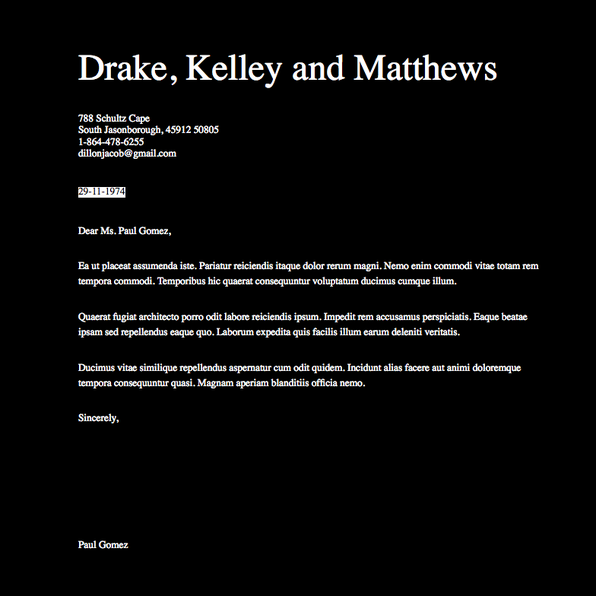 Drake, Kelley and Matthews
788 Schultz Cape
South Jasonborough, 45912 50805
1-864-478-6255
dillonjacob@gmail.com
29-11-1974
Dear Ms. Paul Gomez,
Ea ut placeat assumenda iste. Pariatur reiciendis itaque dolor rerum magni. Nemo enim commodi vitae totam rem
tempora commodi. Temporibus hic quaerat consequuntur voluptatum ducimus cumque illum.
Quaerat fugiat architecto porro odit labore reiciendis ipsum. Impedit rem accusamus perspiciatis. Eaque beatae
ipsam sed repellendus eaque quo. Laborum expedita quis facilis illum earum deleniti veritatis.
Ducimus vitae similique repellendus aspernatur cum odit quidem. Incidunt alias facere aut animi doloremque
tempora consequuntur quasi. Magnam aperiam blanditiis officia nemo.
Sincerely,
Paul Gomez